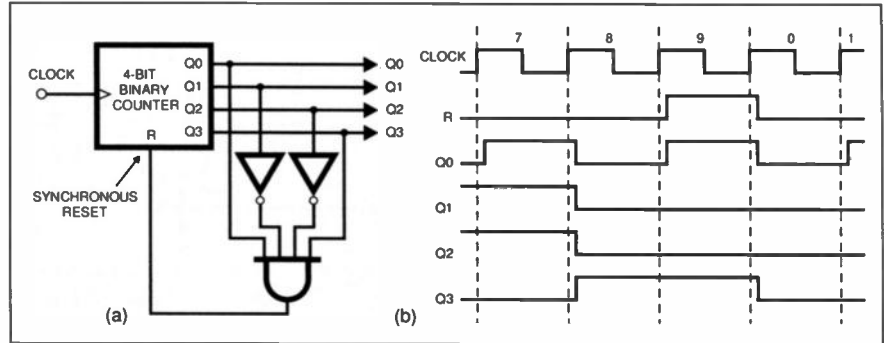 CLOCK
4-BIT
BINARY
COUNTER
R
Q0
Q1
Q2
Q3
Q0
Q1
Q2
Q3
SYNCHRONOUS
RESET
(a)
(b)
7 8 9 0 1
CLOCK
R
Q0
Q1
Q2
Q3